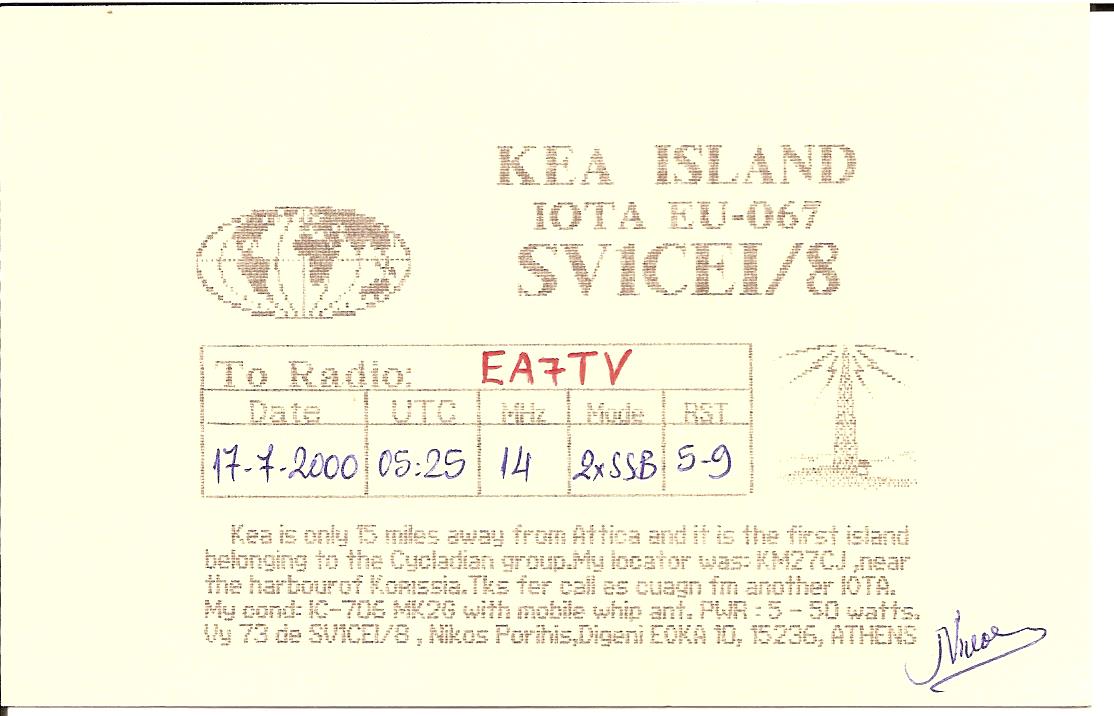 KEA ISLAND
IOTA EU-067
SV1CEI/8
To Radio: EA7TV
Date UTC MHz Mode RST
17-7-2000 05:25 14 2xSSB 5-9
Kea is only 15 miles away from Attica and it is the first island
belonging to the Cycladian group.My locator was: KM27CJ ,near
the harbourof Korissia.Tks fer call es cuagn fm another IOTA.
My cond: IC-706 MK2G with mobile whip ant. PWR : 5 - 50 watts.
Vy 73 de SV1CEI/8 , Nikos Porihis,Digeni EOKA 10, 15236, ATHENS